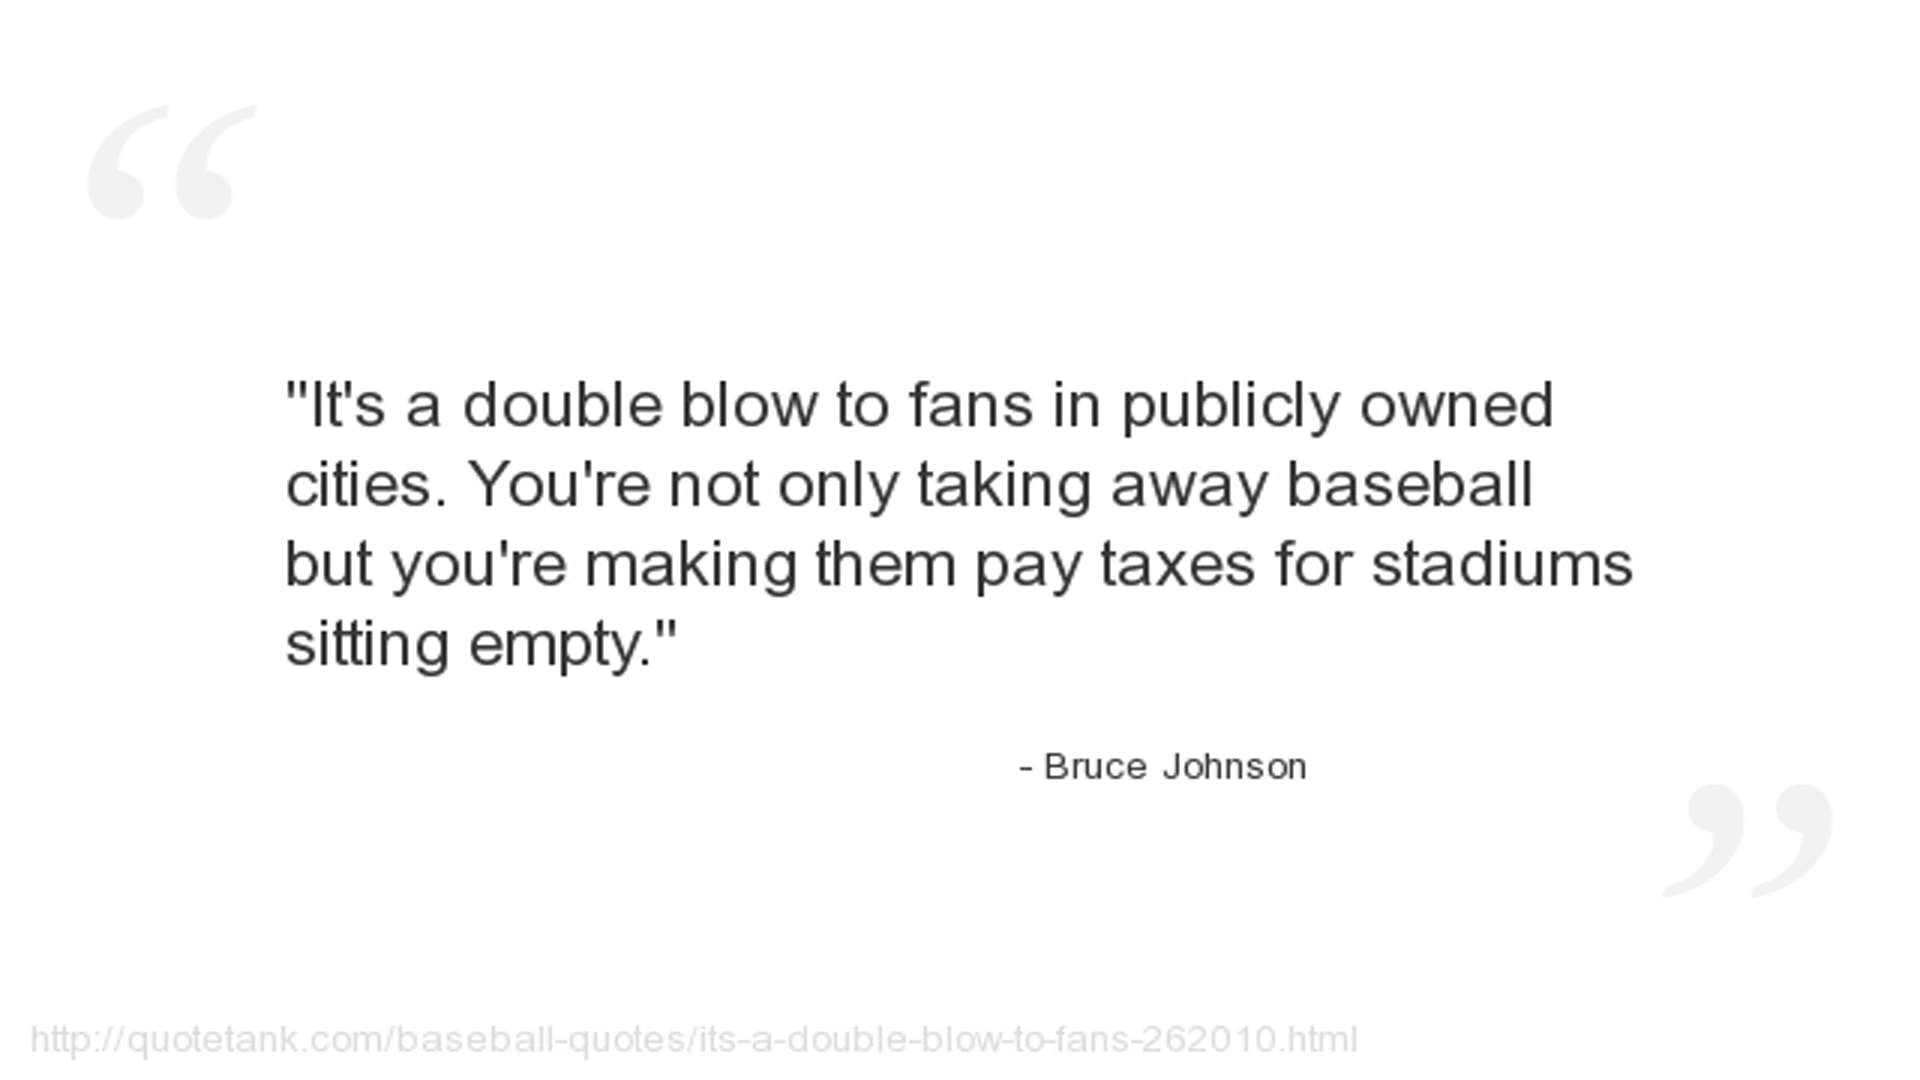 "It's a double blow to fans in publicly owned
cities. You're not only taking away baseball
but you're making them pay taxes for stadiums
sitting empty."
- Bruce Johnson
http://quotetank.com/baseball-quotes/its-a-double-blow-to-fans-262010.html